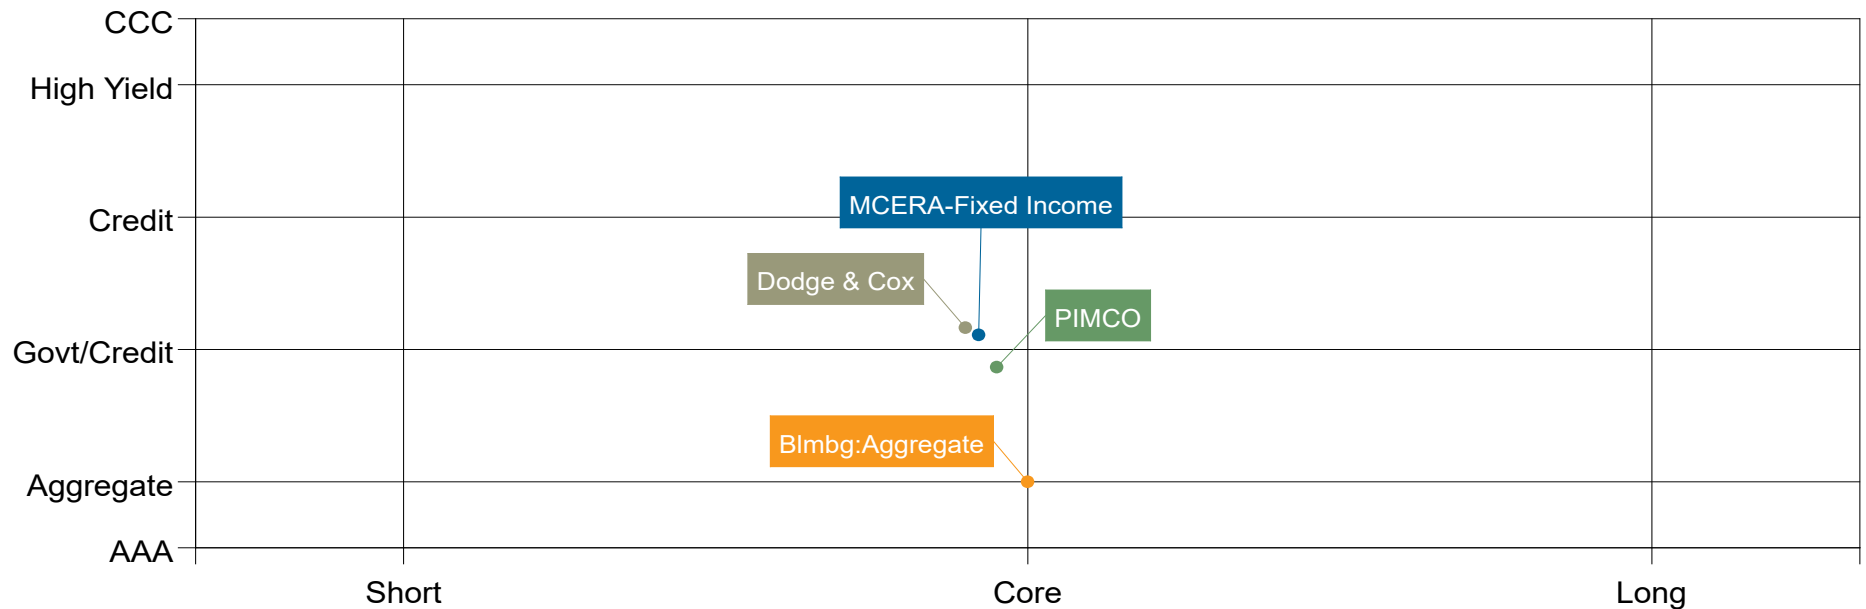 CCC
High Yield
Credit
Govt/Credit
Aggregate
AAA
MCERA-Fixed Income
Dodge & Cox
PIMCO
Blmbg:Aggregate
Short
Core
Long